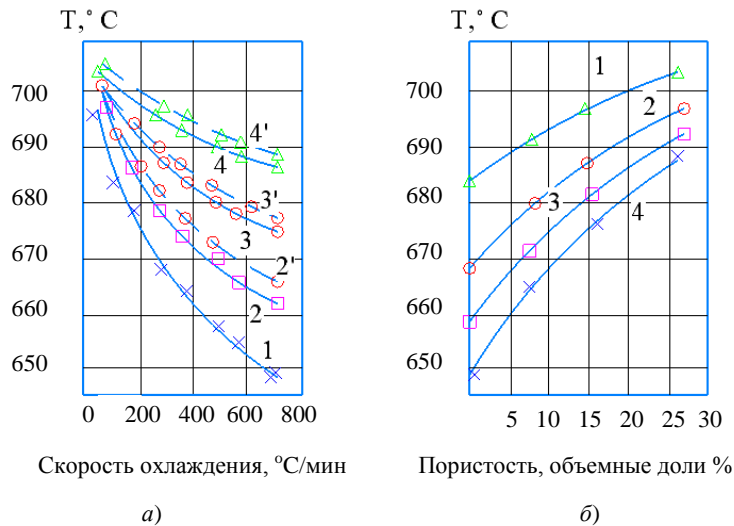 T,° C
700
690
680
670
660
650
4'
4
3'
3
2'
2
1
0 200 400 600 800
Скорость охлаждения, °С/мин
а)
T,° C
700
690
680
670
660
650
1
2
3
4
5 10 15 20 25 30
Пористость, объемные доли %
б)